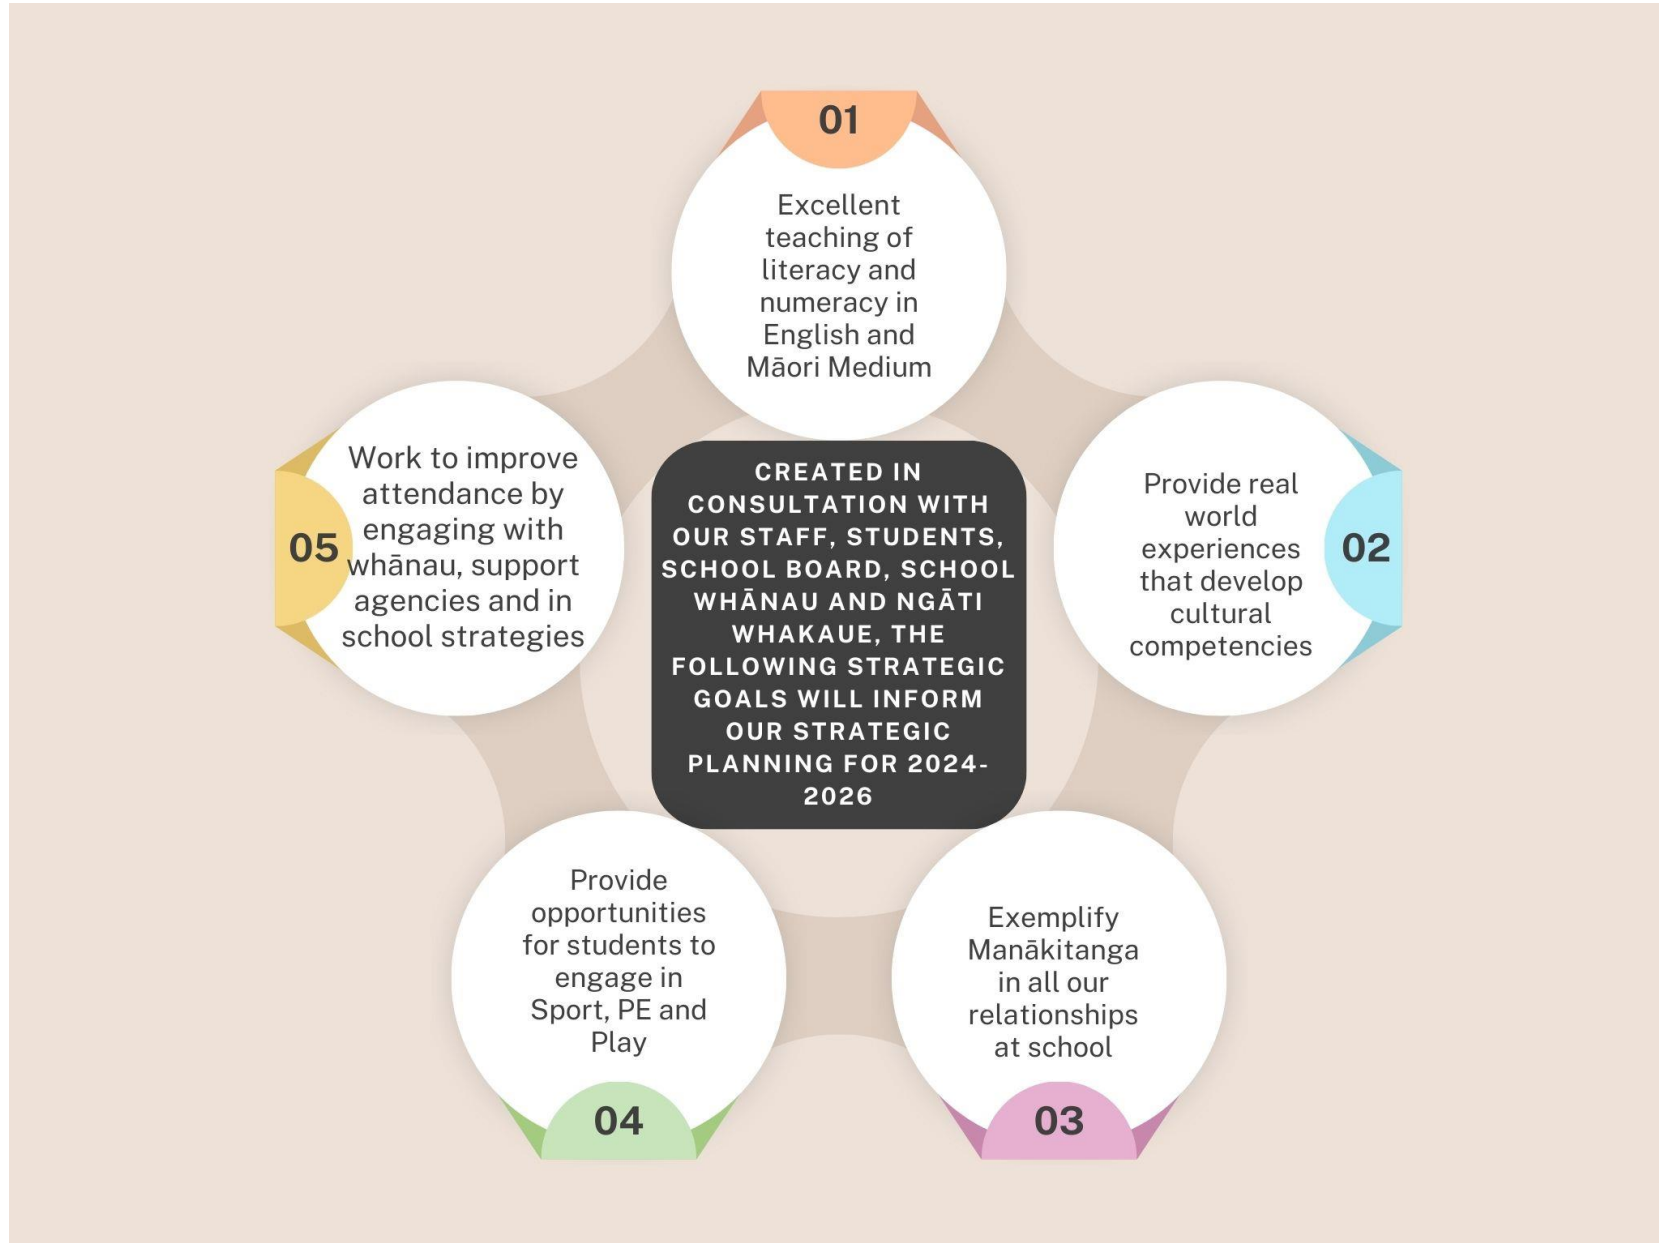 01
Excellent
teaching of
literacy and
numeracy in
English and
Māori Medium
02
Provide real
world
experiences
that develop
cultural
competencies
03
Exemplify
Manākitanga
in all our
relationships
at school
04
Provide
opportunities
for students to
engage in
Sport, PE and
Play
05
Work to improve
attendance by
engaging with
whānau, support
agencies and in
school strategies
CREATED IN
CONSULTATION WITH
OUR STAFF, STUDENTS,
SCHOOL BOARD, SCHOOL
WHĀNAU AND NGĀTI
WHAKAUE, THE
FOLLOWING STRATEGIC
GOALS WILL INFORM
OUR STRATEGIC
PLANNING FOR 2024-
2026